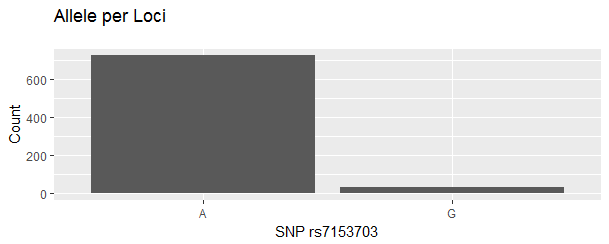 Allele per Loci
600
400
200
0
Count
A
G
SNP rs7153703